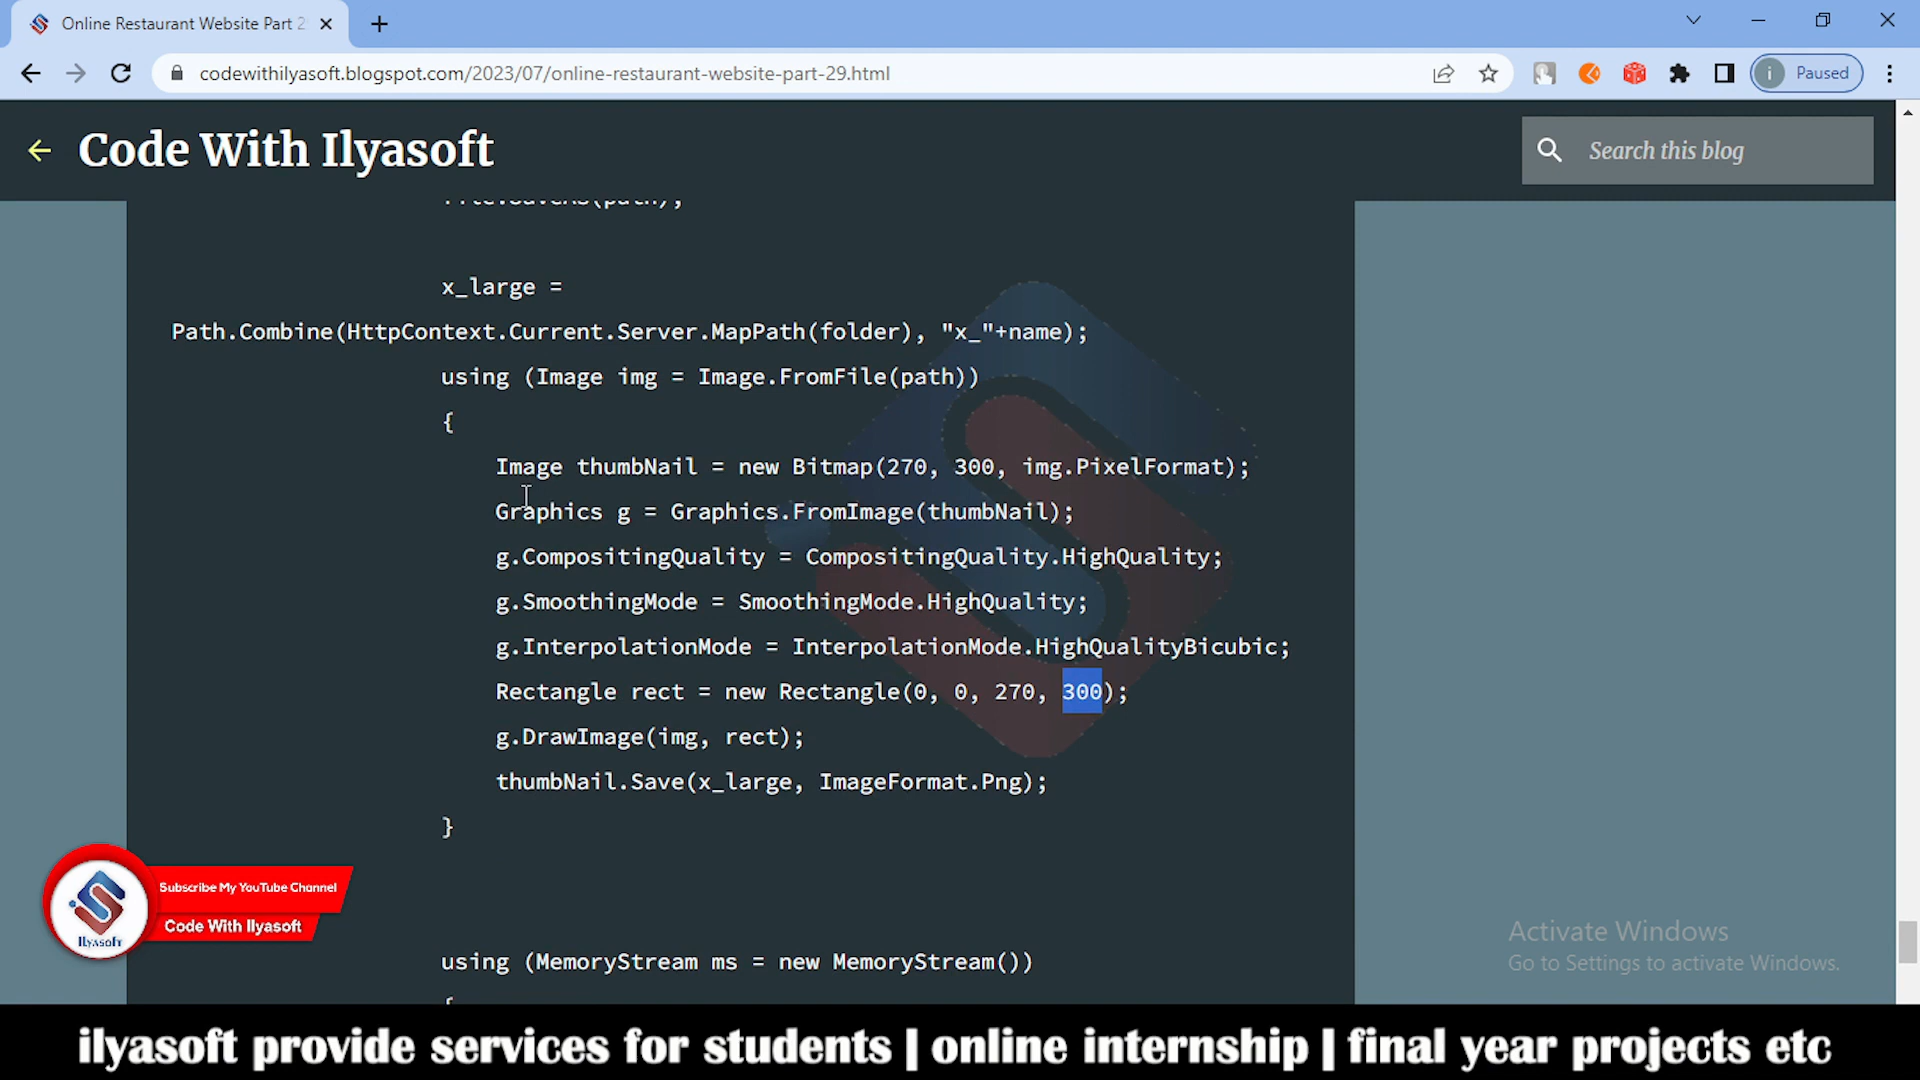 Online Restaurant Website Part 2
codewithilyasoft.blogspot.com/2023/07/online-restaurant-website-part-29.html
i Paused
Code With Ilyasoft
Search this blog
x_large =
Path.Combine(HttpContext.Current.Server.MapPath(folder), "x_"+name);
using (Image img = Image.FromFile(path))
{
Image thumbNail = new Bitmap(270, 300, img.PixelFormat);
Graphics g = Graphics.FromImage(thumbNail);
g.CompositingQuality = CompositingQuality.HighQuality;
g.SmoothingMode = SmoothingMode.HighQuality;
g.InterpolationMode = InterpolationMode.HighQualityBicubic;
Rectangle rect = new Rectangle(0, 0, 270, 300);
g.DrawImage(img, rect);
thumbNail.Save(x_large, ImageFormat.Png);
}
Subscribe My YouTube Channel
Code With Ilyasoft
Ilyasoft
using (MemoryStream ms = new MemoryStream())
Activate Windows
Go to Settings to activate Windows.
ilyasoft provide services for students | online internship | final year projects etc